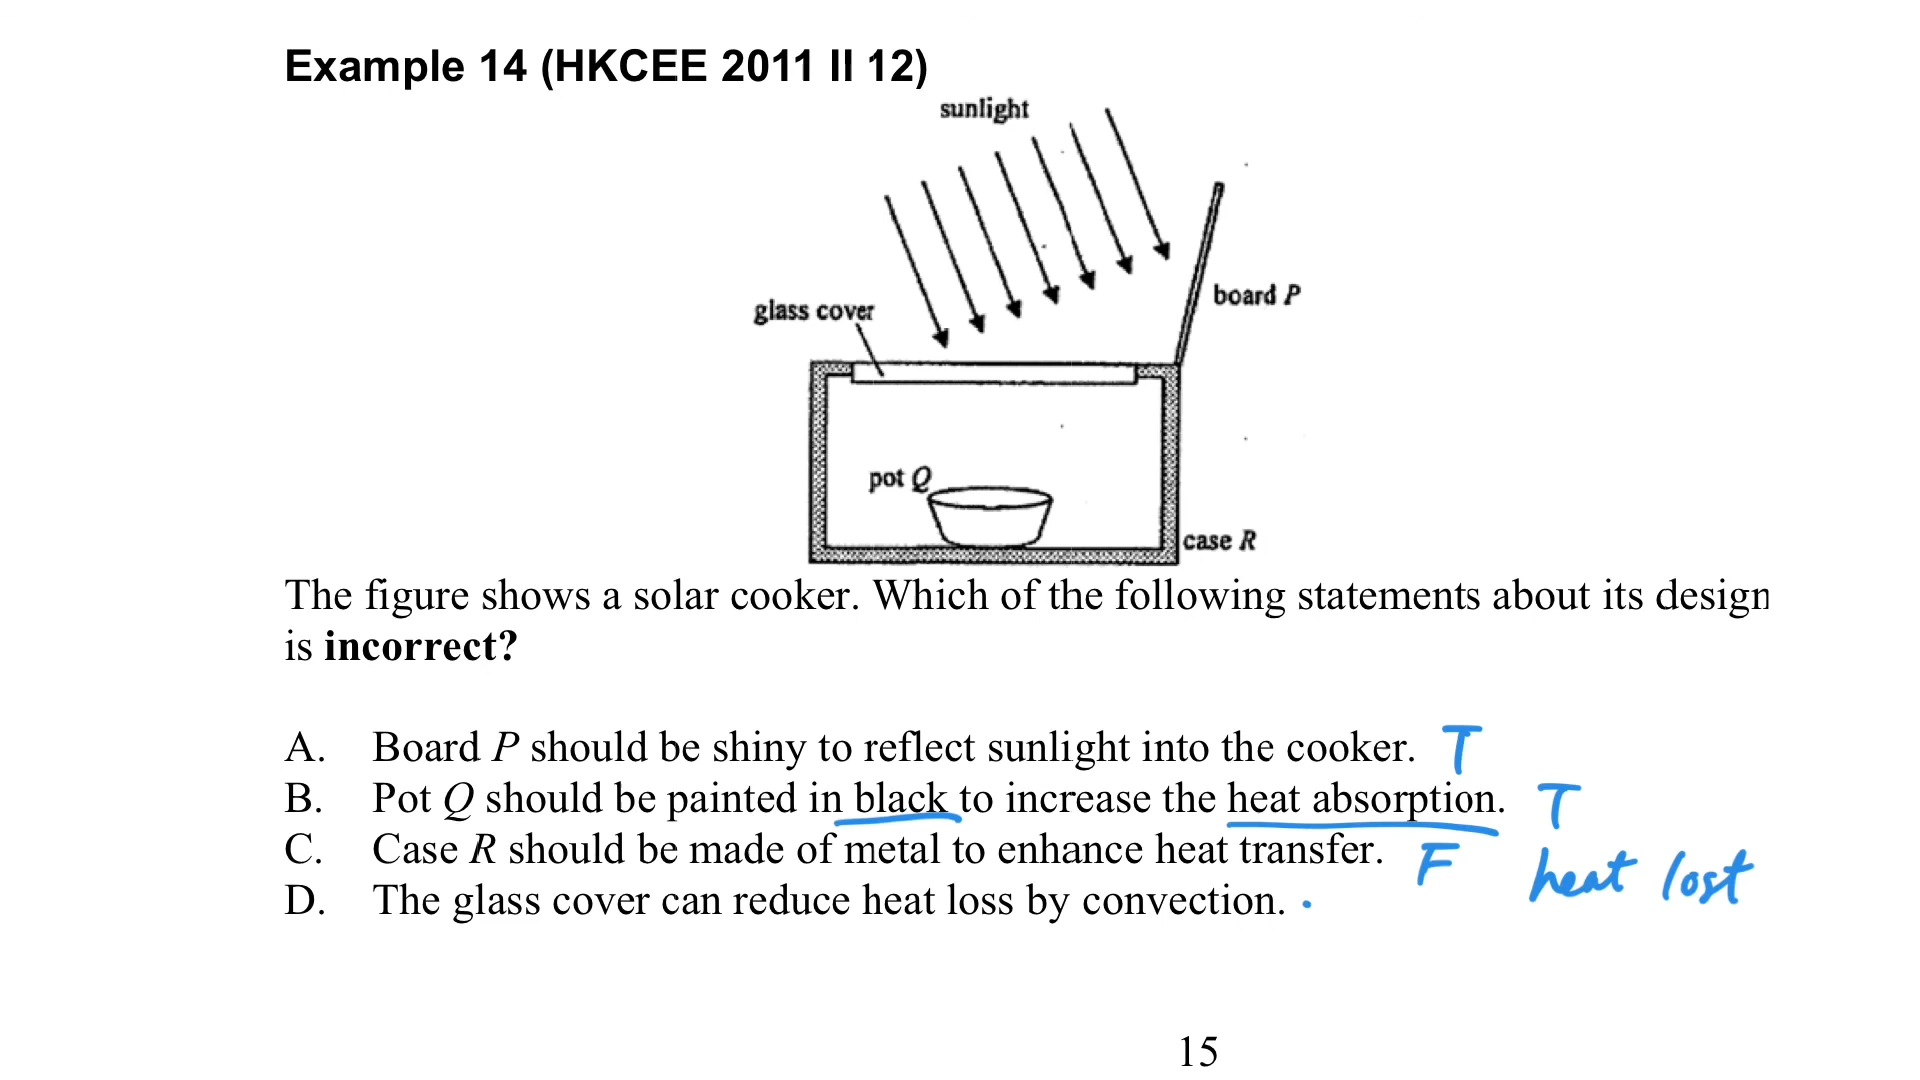 Example 14 (HKCEE 2011 II 12)
sunlight
glass cover
board P
pot Q
case R
The figure shows a solar cooker. Which of the following statements about its design
is incorrect?
A. Board P should be shiny to reflect sunlight into the cooker. T
B. Pot Q should be painted in black to increase the heat absorption. T
C. Case R should be made of metal to enhance heat transfer. F heat lost
D. The glass cover can reduce heat loss by convection.
15